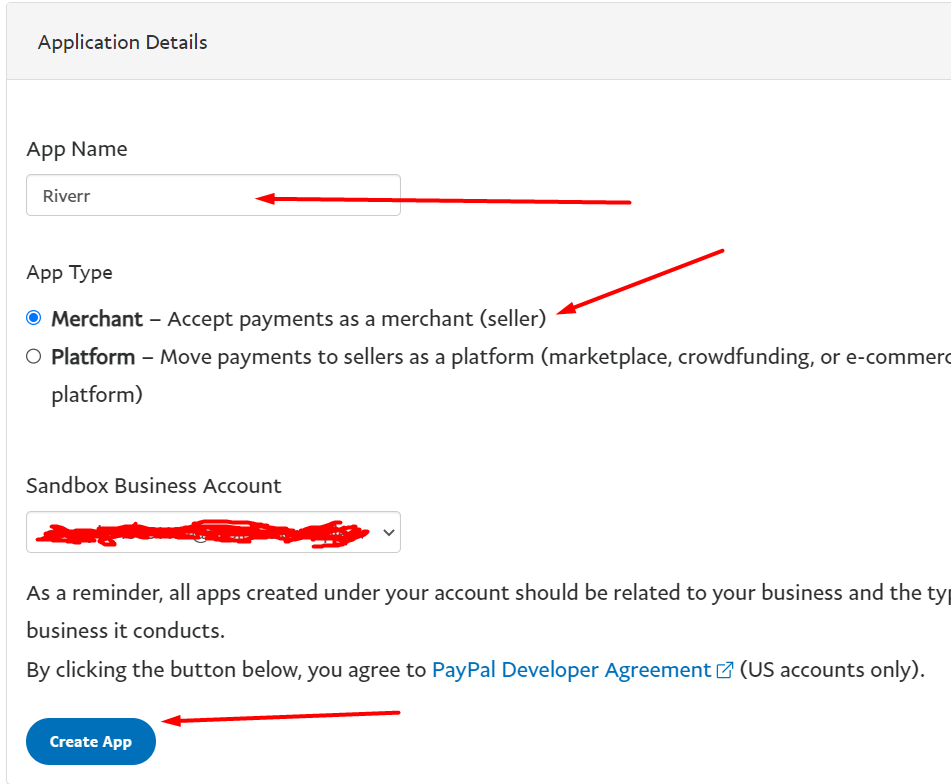 Application Details
App Name
Riverr
App Type
Merchant – Accept payments as a merchant (seller)
Platform – Move payments to sellers as a platform (marketplace, crowdfunding, or e-commerc
platform)
Sandbox Business Account
As a reminder, all apps created under your account should be related to your business and the typ
business it conducts.
By clicking the button below, you agree to PayPal Developer Agreement (US accounts only).
Create App